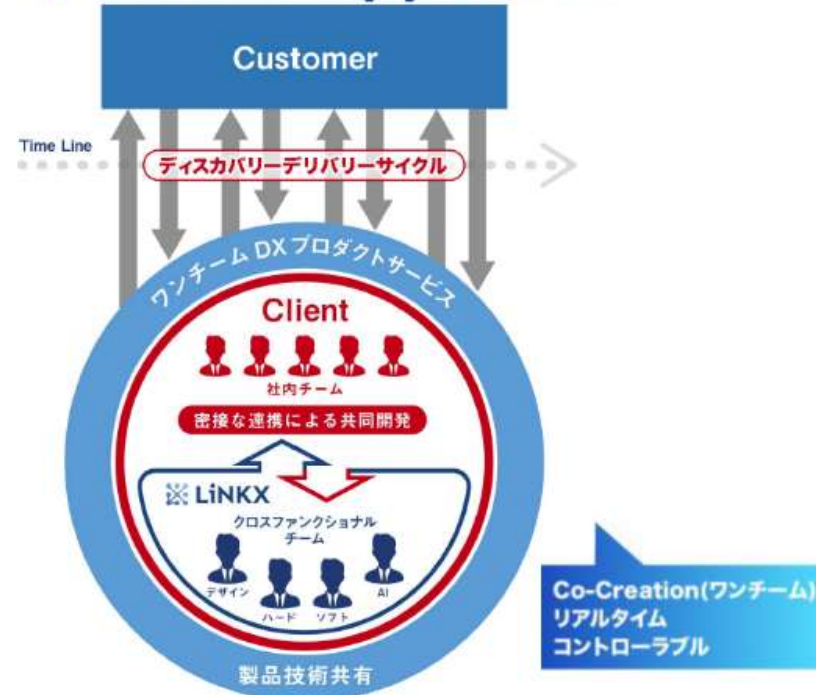 Customer
Time Line
ディスカバリーデリバリーサイクル
ワンチーム DX プロダクトサービス
Client
社内チーム
密接な連携による共同開発
LiNKX
クロスファンクショナル
チーム
デザイン
ハード
ソフト
AI
製品技術共有
Co-Creation(ワンチーム)
リアルタイム
コントローラブル